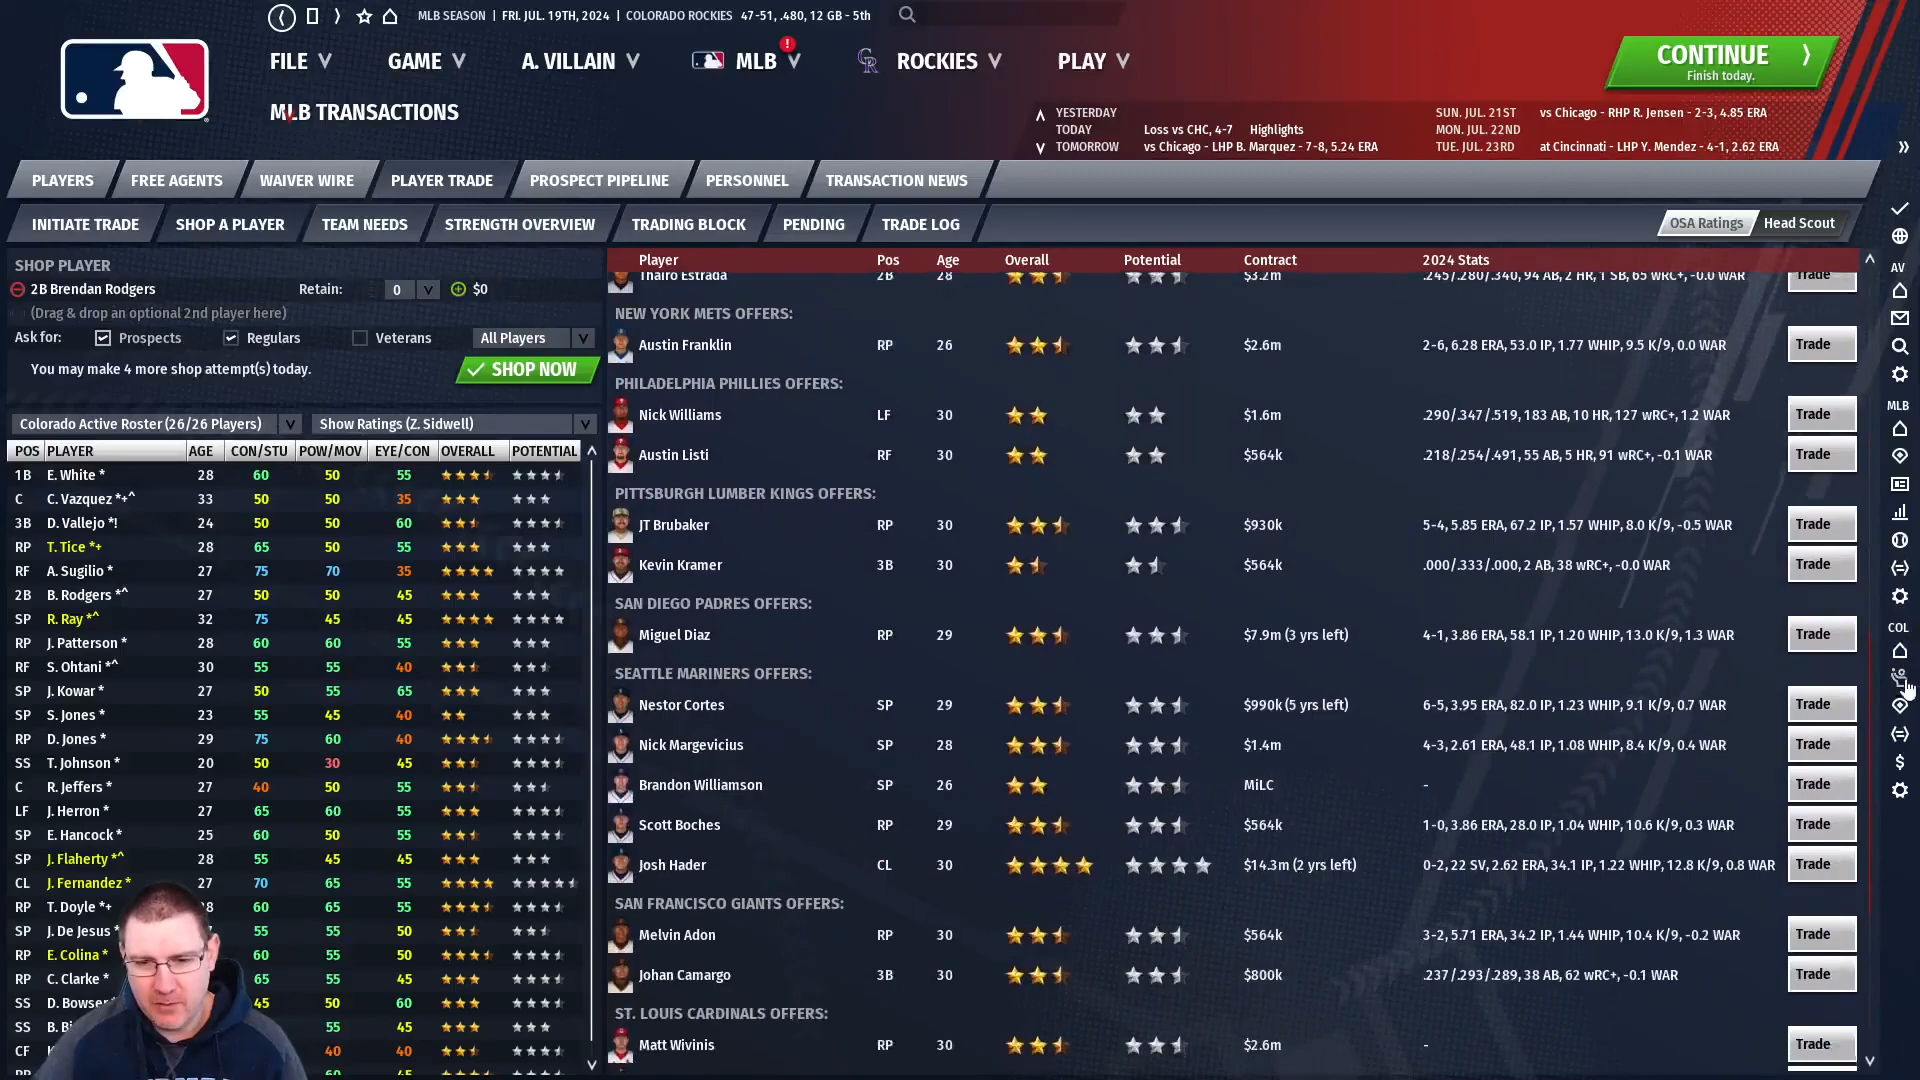 MLB SEASON | FRI. JUL. 19TH, 2024 | COLORADO ROCKIES 47-51, .480, 12 GB - 5th
FILE GAME A. VILLAIN MLB ! ROCKIES PLAY
CONTINUE
Finish today.
MLB TRANSACTIONS
YESTERDAY
TODAY Loss vs CHC, 4-7 Highlights
TOMORROW vs Chicago - LHP B. Marquez - 7-8, 5.24 ERA
SUN. JUL. 21ST vs Chicago - RHP R. Jensen - 2-3, 4.85 ERA
MON. JUL. 22ND
TUE. JUL. 23RD at Cincinnati - LHP Y. Mendez - 4-1, 2.62 ERA
PLAYERS FREE AGENTS WAIVER WIRE PLAYER TRADE PROSPECT PIPELINE PERSONNEL TRANSACTION NEWS
INITIATE TRADE SHOP A PLAYER TEAM NEEDS STRENGTH OVERVIEW TRADING BLOCK PENDING TRADE LOG OSA Ratings Head Scout
SHOP PLAYER
2B Brendan Rodgers Retain: 0 $0
(Drag & drop an optional 2nd player here)
Ask for: Prospects Regulars Veterans All Players
You may make 4 more shop attempt(s) today. SHOP NOW
Colorado Active Roster (26/26 Players) Show Ratings (Z. Sidwell)
POS PLAYER AGE CON/STU POW/MOV EYE/CON OVERALL POTENTIAL
1B E. White * 28 60 50 55
C C. Vazquez *+^ 33 50 50 35
3B D. Vallejo *! 24 50 50 60
RP T. Tice *+ 28 65 50 55
RF A. Sugilio * 27 75 70 35
2B B. Rodgers *^ 27 50 50 45
SP R. Ray *^ 32 75 45 45
RP J. Patterson * 28 60 60 55
RF S. Ohtani *^ 30 55 55 40
SP J. Kowar * 27 50 55 65
SP S. Jones * 23 55 45 40
RP D. Jones * 29 75 60 40
SS T. Johnson * 20 50 30 45
C R. Jeffers * 27 40 50 55
LF J. Herron * 27 65 60 55
SP E. Hancock * 25 60 50 55
SP J. Flaherty *^ 28 55 45 45
CL J. Fernandez * 27 70 65 55
RP T. Doyle *+ 60 65 55
SP J. De Jesus 55 55 50
RP E. Colina * 60 55 50
RP C. Clarke * 65 55 45
SS D. Bowser 45 50 60
SS 55 45
CF 40 40
Player Pos Age Overall Potential Contract 2024 Stats
Thairo Estrada 2B 28 $3.2m .245/.280/.340, 94 AB, 2 HR, 1 SB, 65 wRC+, -0.0 WAR Trade
NEW YORK METS OFFERS:
Austin Franklin RP 26 $2.6m 2-6, 6.28 ERA, 53.0 IP, 1.77 WHIP, 9.5 K/9, 0.0 WAR Trade
PHILADELPHIA PHILLIES OFFERS:
Nick Williams LF 30 $1.6m .290/.347/.519, 183 AB, 10 HR, 127 wRC+, 1.2 WAR Trade
Austin Listi RF 30 $564k .218/.254/.491, 55 AB, 5 HR, 91 wRC+, -0.1 WAR Trade
PITTSBURGH LUMBER KINGS OFFERS:
JT Brubaker RP 30 $930k 5-4, 5.85 ERA, 67.2 IP, 1.57 WHIP, 8.0 K/9, -0.5 WAR Trade
Kevin Kramer 3B 30 $564k .000/.333/.000, 2 AB, 38 wRC+, -0.0 WAR Trade
SAN DIEGO PADRES OFFERS:
Miguel Diaz RP 29 $7.9m (3 yrs left) 4-1, 3.86 ERA, 58.1 IP, 1.20 WHIP, 13.0 K/9, 1.3 WAR Trade
SEATTLE MARINERS OFFERS:
Nestor Cortes SP 29 $990k (5 yrs left) 6-5, 3.95 ERA, 82.0 IP, 1.23 WHIP, 9.1 K/9, 0.7 WAR Trade
Nick Margevicius SP 28 $1.4m 4-3, 2.61 ERA, 48.1 IP, 1.08 WHIP, 8.4 K/9, 0.4 WAR Trade
Brandon Williamson SP 26 MiLC - Trade
Scott Boches RP 29 $564k 1-0, 3.86 ERA, 28.0 IP, 1.04 WHIP, 10.6 K/9, 0.3 WAR Trade
Josh Hader CL 30 $14.3m (2 yrs left) 0-2, 22 SV, 2.62 ERA, 34.1 IP, 1.22 WHIP, 12.8 K/9, 0.8 WAR Trade
SAN FRANCISCO GIANTS OFFERS:
Melvin Adon RP 30 $564k 3-2, 5.71 ERA, 34.2 IP, 1.44 WHIP, 10.4 K/9, -0.2 WAR Trade
Johan Camargo 3B 30 $800k .237/.293/.289, 38 AB, 62 wRC+, -0.1 WAR Trade
ST. LOUIS CARDINALS OFFERS:
Matt Wivinis RP 30 $2.6m - Trade
AV
MLB
COL
$